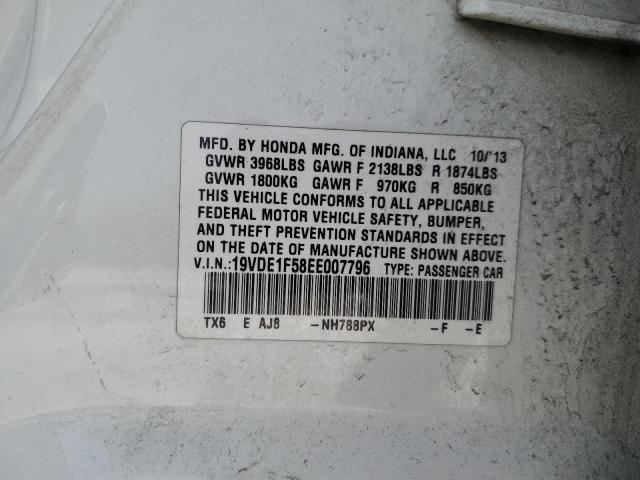 MFD. BY HONDA MFG. OF INDIANA, LLC 10/13
GVWR 3968LBS GAWR F 2138LBS R 1874LBS
GVWR 1800KG GAWR F 970KG R 850KG
THIS VEHICLE CONFORMS TO ALL APPLICABLE
FEDERAL MOTOR VEHICLE SAFETY, BUMPER,
AND THEFT PREVENTION STANDARDS IN EFFECT
ON THE DATE OF MANUFACTURE SHOWN ABOVE.
V.I.N.:19VDE1F58EE007796 TYPE: PASSENGER CAR
TX6 E AJ8 -NH788PX -F -E